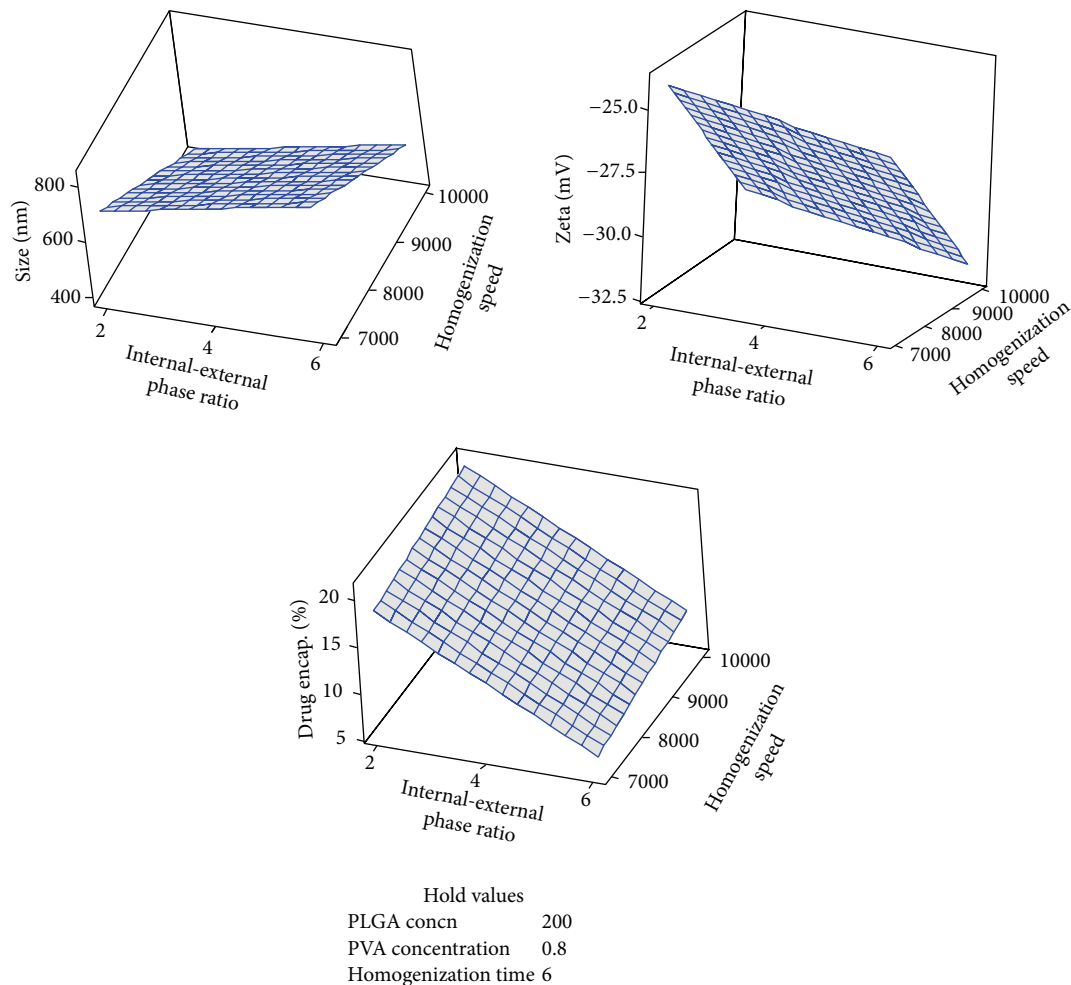 800
600
400
Size (nm)
2
4
6
Internal-external
phase ratio
10000
9000
8000
7000
Homogenization
speed
−25.0
−27.5
−30.0
−32.5
Zeta (mV)
2
4
6
Internal-external
phase ratio
10000
9000
8000
7000
Homogenization
speed
20
15
10
5
Drug encap. (%)
2
4
6
Internal-external
phase ratio
10000
9000
8000
7000
Homogenization
speed
Hold values
PLGA concn 200
PVA concentration 0.8
Homogenization time 6